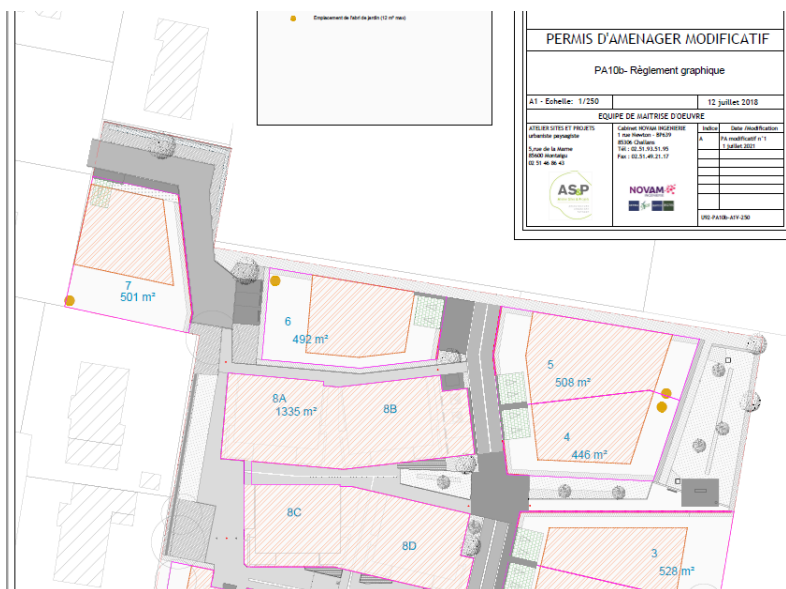 Emplacement de l'abri de jardin (12 m² maxi)
PERMIS D'AMENAGER MODIFICATIF
PA10b- Règlement graphique
A1 - Echelle: 1/250
12 juillet 2018
EQUIPE DE MAITRISE D'OEUVRE
ATELIER SITES ET PROJETS
urbaniste paysagiste
5,rue de la Marne
85600 Montaigu
02 51 46 86 43
Cabinet NOVAM INGENIERIE
1 rue Newton - BP639
85306 Challans
Tél : 02.51.93.51.95
Fax : 02.51.49.21.17
Indice
Date /Modification
A
PA modificatif n°1
1 juillet 2021
AS&P
NOVAM
U92-PA10b-A1V-250
7
501 m²
6
492 m²
5
508 m²
4
446 m²
8A
1335 m²
8B
8C
8D
3
528 m²